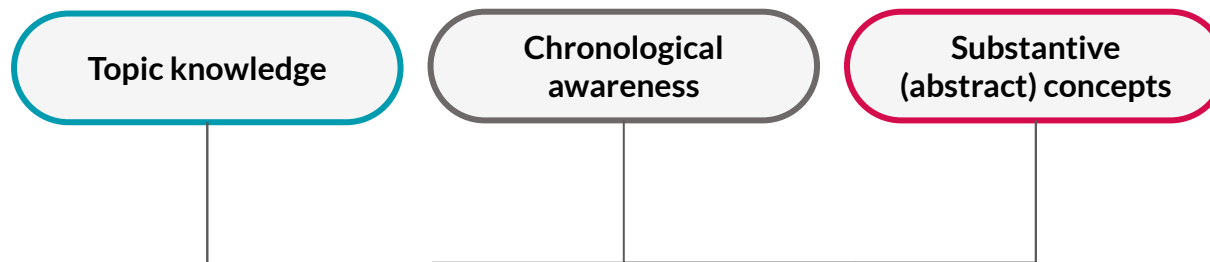 Topic knowledge
Chronological
awareness
Substantive
(abstract) concepts